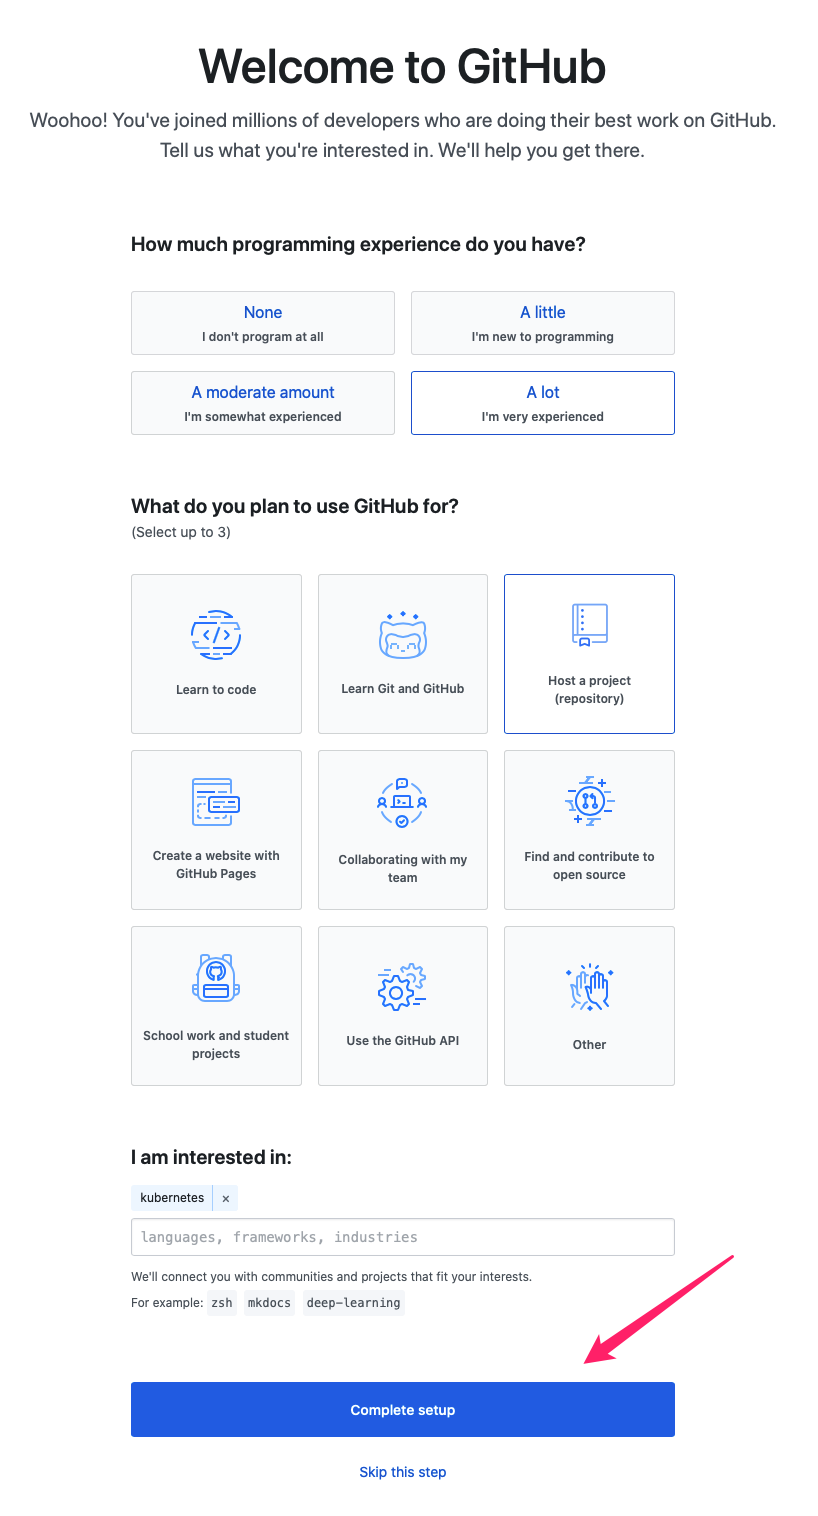 Welcome to GitHub
Woohoo! You've joined millions of developers who are doing their best work on GitHub.
Tell us what you're interested in. We'll help you get there.
How much programming experience do you have?
None
I don't program at all
A little
I'm new to programming
A moderate amount
I'm somewhat experienced
A lot
I'm very experienced
What do you plan to use GitHub for?
(Select up to 3)
Learn to code
Learn Git and GitHub
Host a project
(repository)
Create a website with
GitHub Pages
Collaborating with my
team
Find and contribute to
open source
School work and student
projects
Use the GitHub API
Other
I am interested in:
kubernetes ×
languages, frameworks, industries
We'll connect you with communities and projects that fit your interests.
For example: zsh mkdocs deep-learning
Complete setup
Skip this step